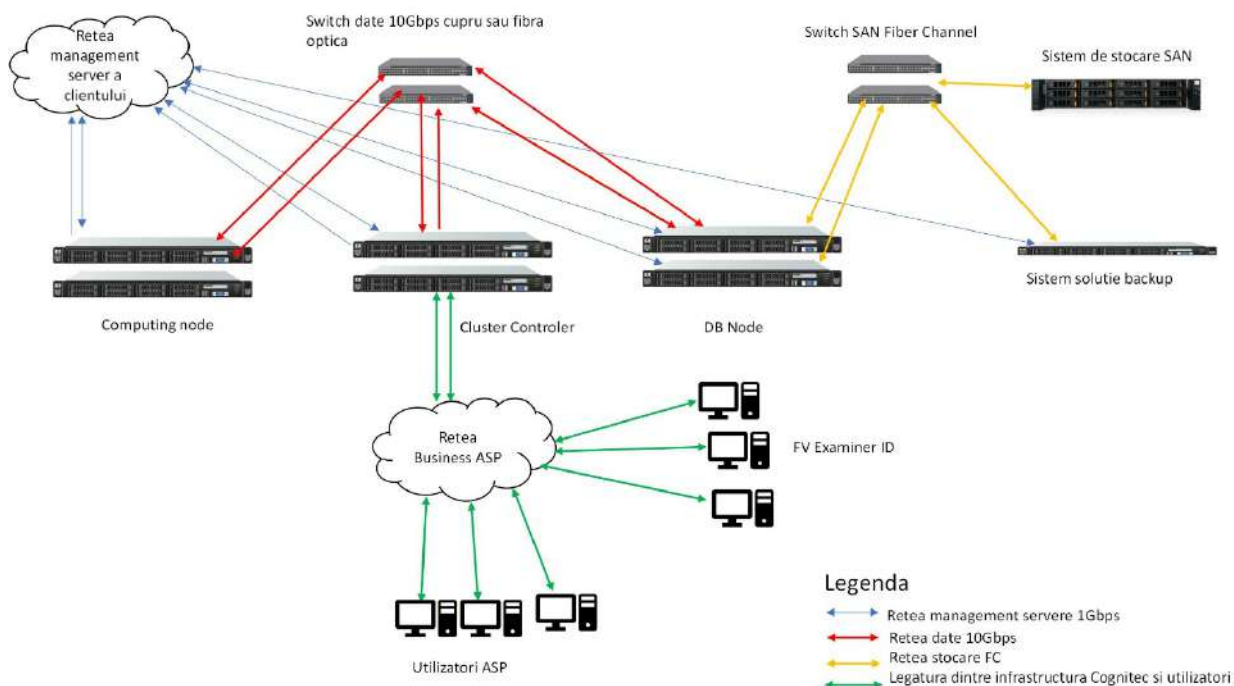 Switch date 10Gbps cupru sau fibra
optica
Retea
management
server a
clientului
Switch SAN Fiber Channel
Sistem de stocare SAN
Computing node
Cluster Controler
DB Node
Sistem solutie backup
Retea
Business ASP
FV Examiner ID
Utilizatori ASP
Legenda
Retea management servere 1Gbps
Retea date 10Gbps
Retea stocare FC
Legatura dintre infrastructura Cognitec si utilizatori